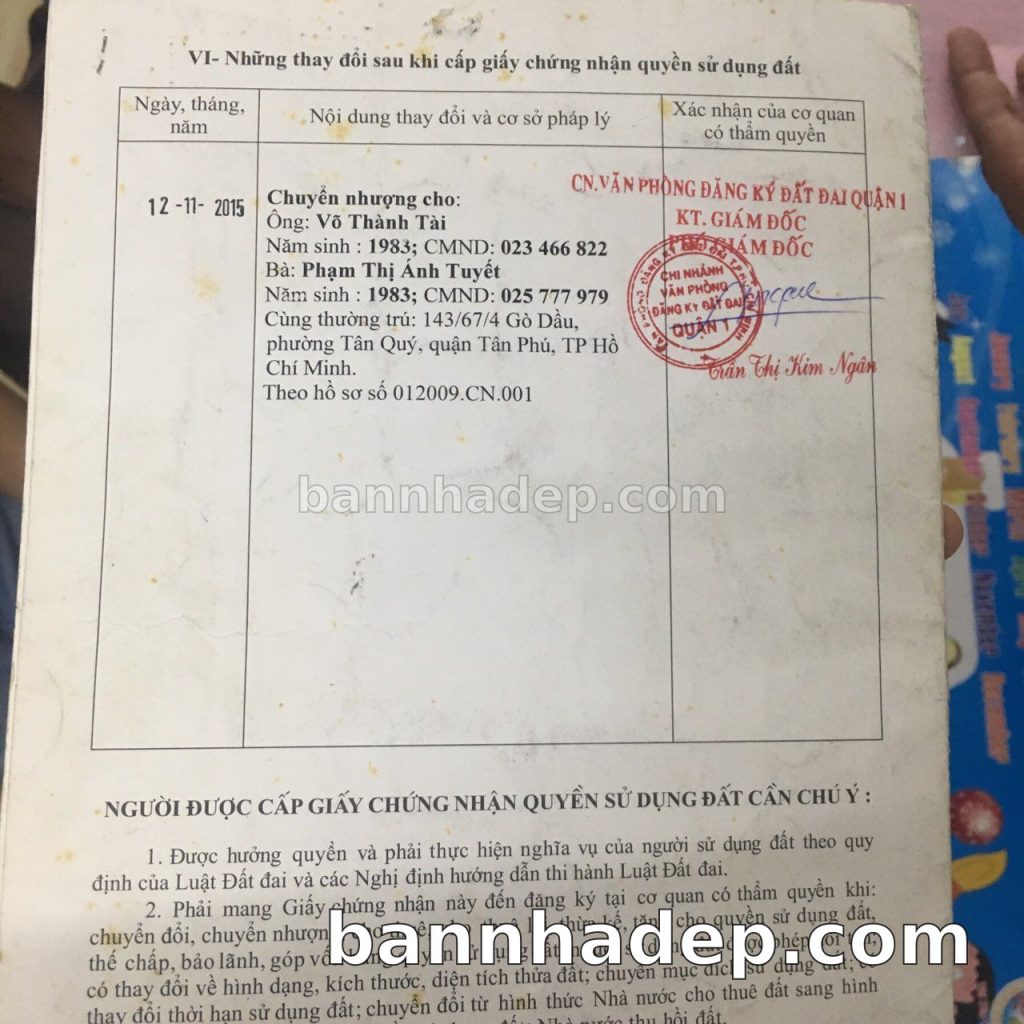 VI- Những thay đổi sau khi cấp giấy chứng nhận quyền sử dụng đất
Ngày, tháng, năm
Nội dung thay đổi và cơ sở pháp lý
Xác nhận của cơ quan có thẩm quyền
12 -11- 2015
Chuyển nhượng cho:
Ông: Võ Thành Tài
Năm sinh : 1983; CMND: 023 466 822
Bà: Phạm Thị Ánh Tuyết
Năm sinh : 1983; CMND: 025 777 979
Cùng thường trú: 143/67/4 Gò Dầu,
phường Tân Quý, quận Tân Phú, TP Hồ
Chí Minh.
Theo hồ sơ số 012009.CN.001
CN.VĂN PHÒNG ĐĂNG KÝ ĐẤT ĐAI QUẬN 1
KT. GIÁM ĐỐC
PHÓ GIÁM ĐỐC
CHI NHÁNH
VĂN PHÒNG
ĐĂNG KÝ ĐẤT ĐAI
QUẬN 1
Trần Thị Kim Ngân
bannhadep.com
NGƯỜI ĐƯỢC CẤP GIẤY CHỨNG NHẬN QUYỀN SỬ DỤNG ĐẤT CẦN CHÚ Ý :
1. Được hưởng quyền và phải thực hiện nghĩa vụ của người sử dụng đất theo quy
định của Luật Đất đai và các Nghị định hướng dẫn thi hành Luật Đất đai.
2. Phải mang Giấy chứng nhận này đến đăng ký tại cơ quan có thẩm quyền khi:
chuyển đổi, chuyển nhượn thừa kế, tặng cho quyền sử dụng đất,
bannhadep.com
thế chấp, bảo lãnh, góp
có thay đổi về hình dạng, kích thước, diện tích thửa đất; chuyển mục đích sử dụng đất; có
thay đổi thời hạn sử dụng đất; chuyển đổi từ hình thức Nhà nước cho thuê đất sang hình
Nhà nước thu hồi đất.